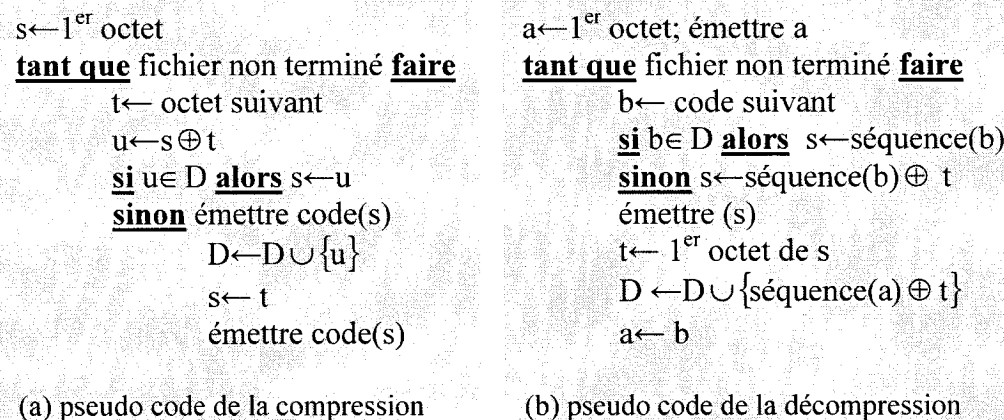 s←1er octet
tant que fichier non terminé faire
t← octet suivant
u←s⊕t
si u∈ D alors s←u
sinon émettre code(s)
D←D∪{u}
s← t
émettre code(s)
(a) pseudo code de la compression
a←1er octet; émettre a
tant que fichier non terminé faire
b← code suivant
si b∈ D alors s←séquence(b)
sinon s←séquence(b)⊕ t
émettre (s)
t← 1er octet de s
D ←D∪{séquence(a)⊕t}
a← b
(b) pseudo code de la décompression